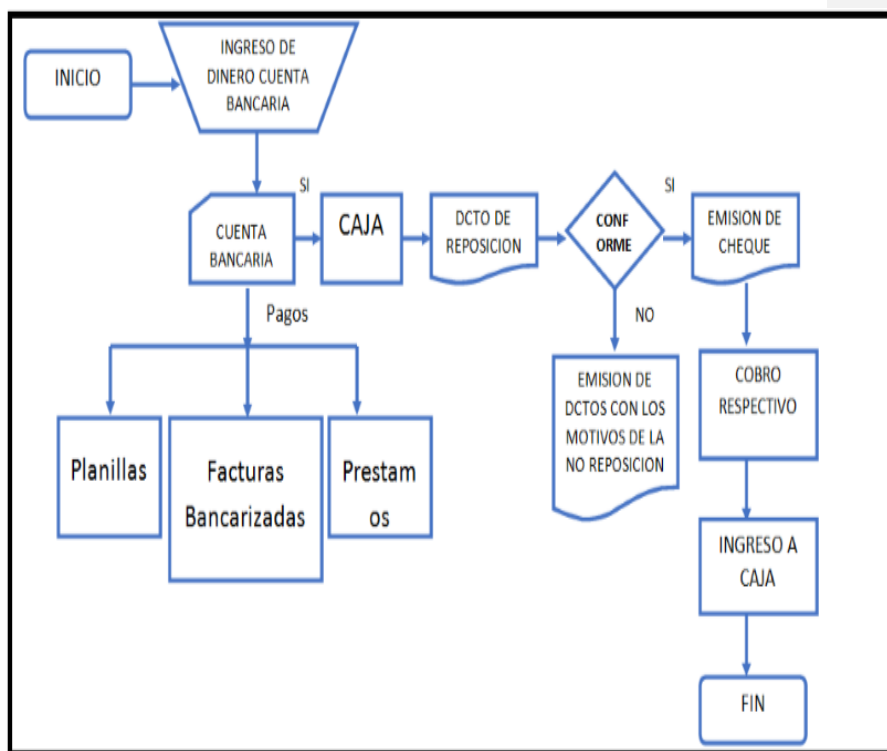 INICIO
INGRESO DE
DINERO CUENTA
BANCARIA
SI
CUENTA
BANCARIA
CAJA
DCTO DE
REPOSICION
CONF
ORME
SI
EMISION DE
CHEQUE
Pagos
NO
Planillas
Facturas
Bancarizadas
Prestam
os
EMISION DE
DCTOS CON LOS
MOTIVOS DE LA
NO REPOSICION
COBRO
RESPECTIVO
INGRESO A
CAJA
FIN